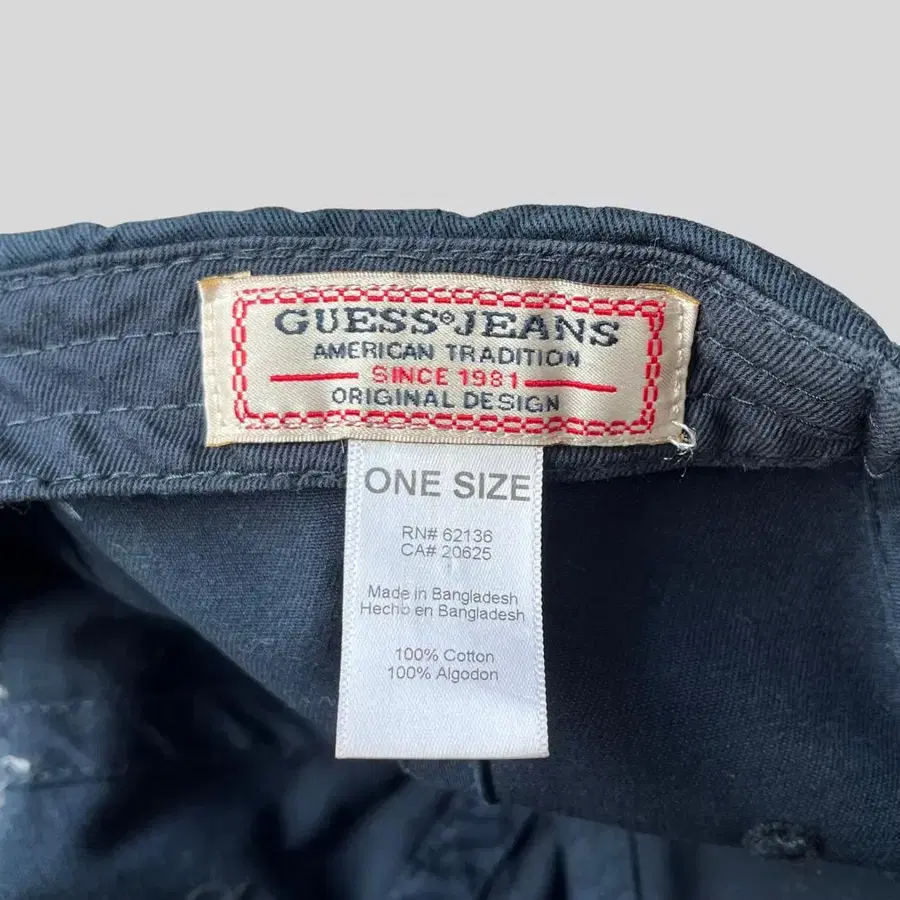 GUESS®JEANS
AMERICAN TRADITION
SINCE 1981
ORIGINAL DESIGN
ONE SIZE
RN# 62136
CA# 20625
Made in Bangladesh
Hecho en Bangladesh
100% Cotton
100% Algodon